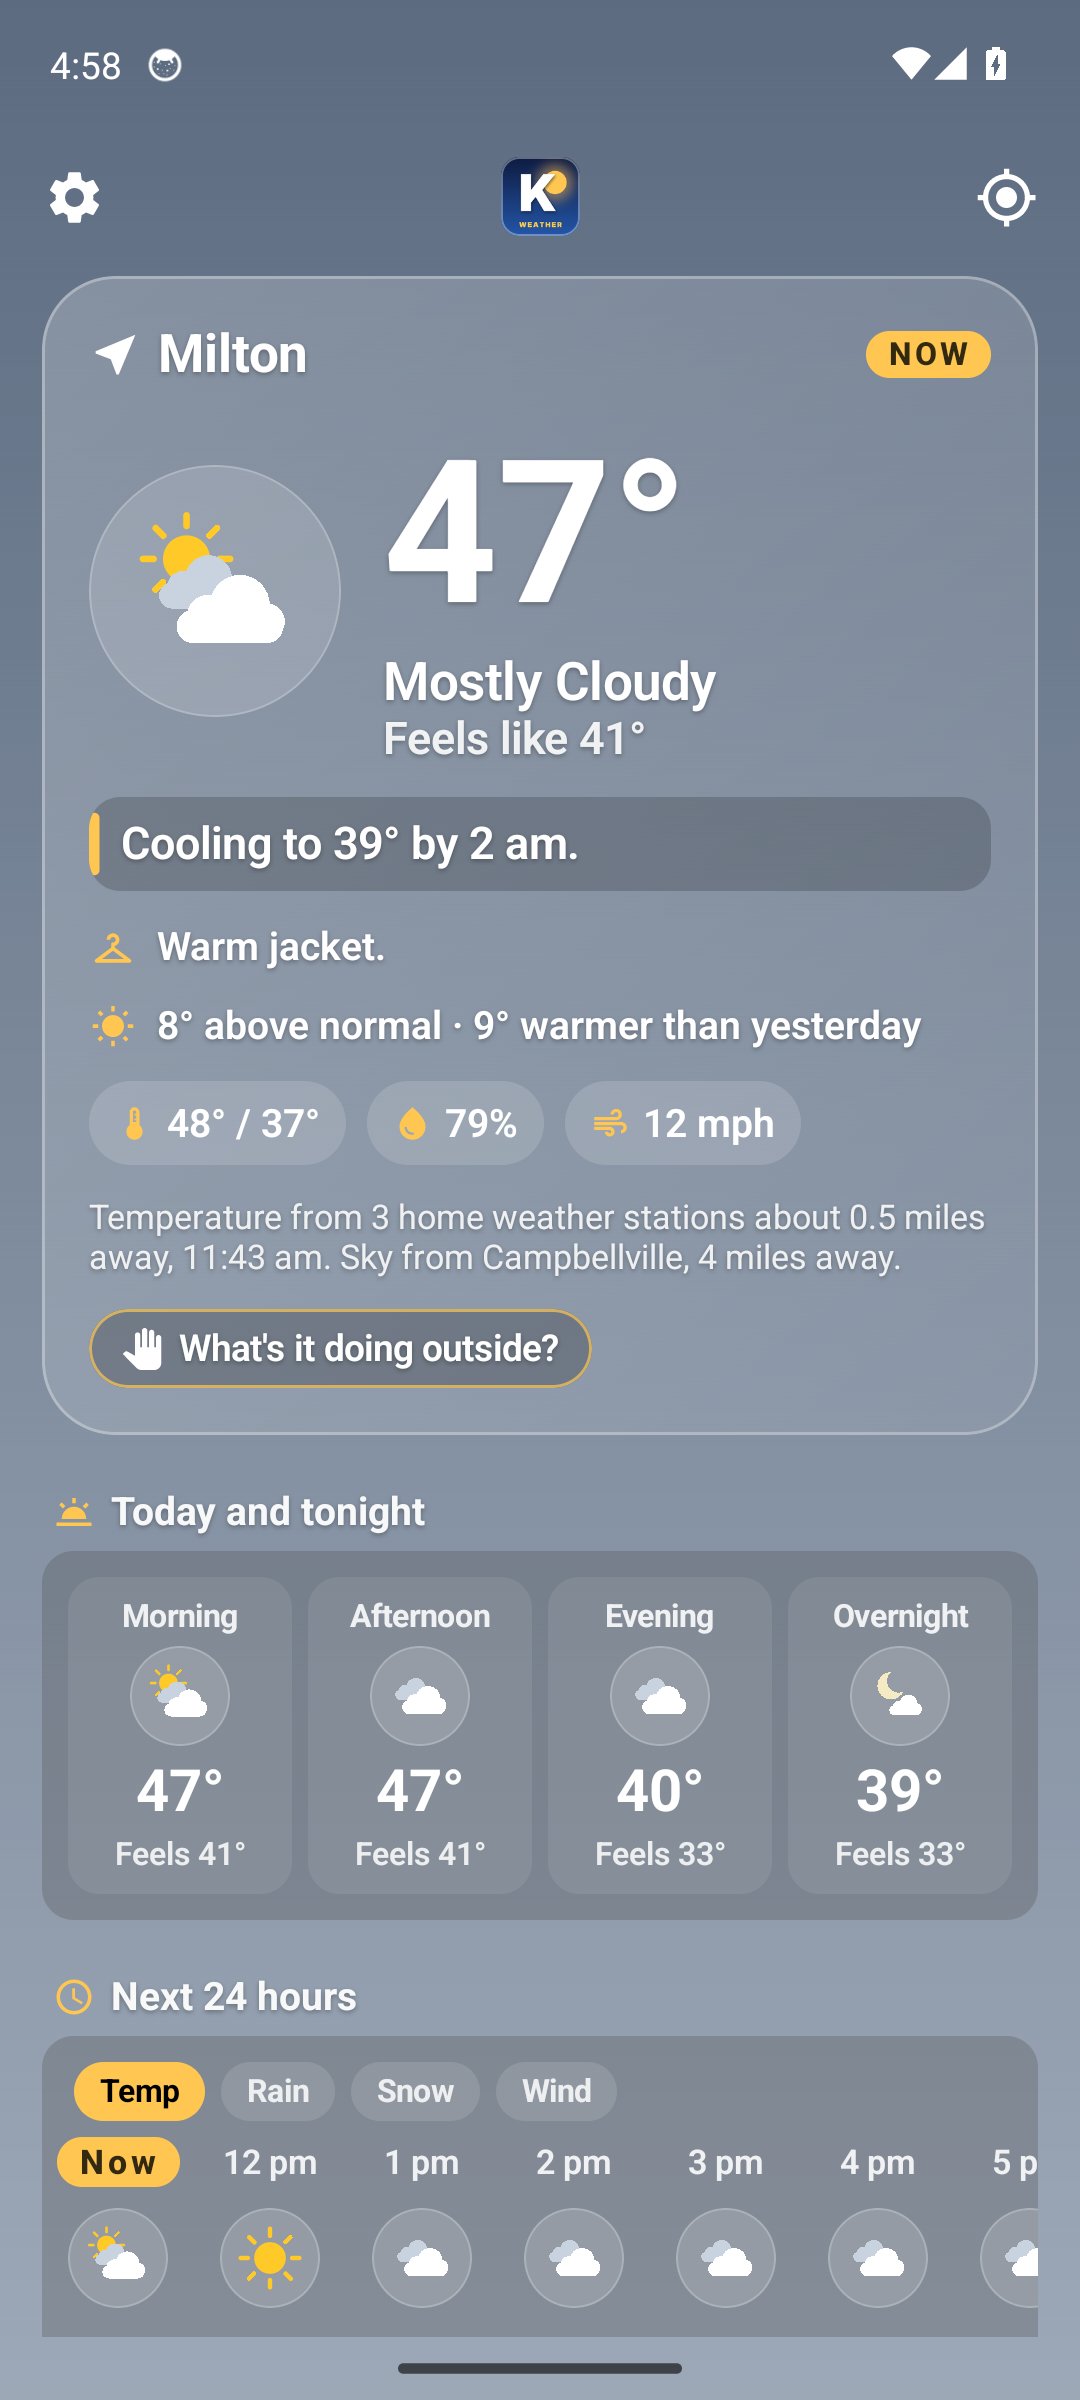 4:58
K
WEATHER
Milton
NOW
47°
Mostly Cloudy
Feels like 41°
Cooling to 39° by 2 am.
Warm jacket.
8° above normal · 9° warmer than yesterday
48° / 37°
79%
12 mph
Temperature from 3 home weather stations about 0.5 miles
away, 11:43 am. Sky from Campbellville, 4 miles away.
What's it doing outside?
Today and tonight
Morning Afternoon Evening Overnight
47° 47° 40° 39°
Feels 41° Feels 41° Feels 33° Feels 33°
Next 24 hours
Temp Rain Snow Wind
Now 12 pm 1 pm 2 pm 3 pm 4 pm 5 p